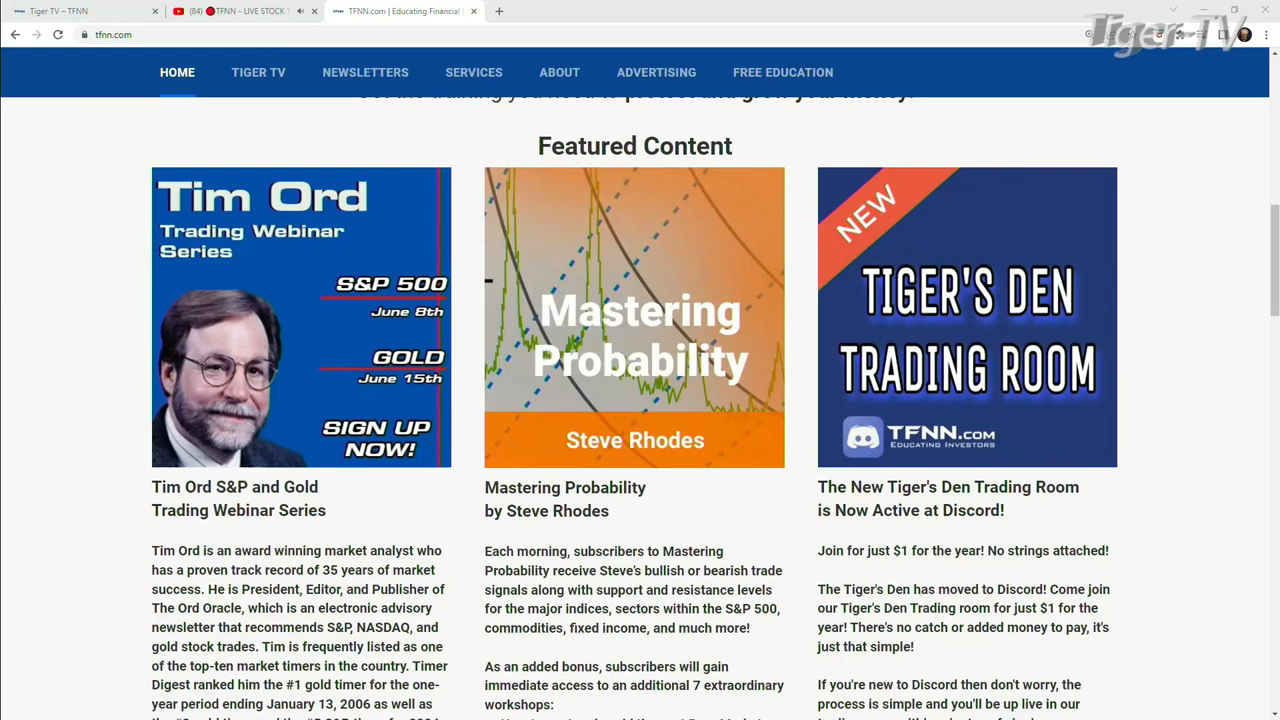 Tiger TV – TFNN
(84) TFNN - LIVE STOCK T
TFNN.com | Educating Financial
tfnn.com
Tiger TV
HOME
TIGER TV
NEWSLETTERS
SERVICES
ABOUT
ADVERTISING
FREE EDUCATION
Get the training you need to protect and grow your money!
Featured Content
Tim Ord
Trading Webinar
Series
S&P 500
June 8th
GOLD
June 15th
SIGN UP
NOW!
Tim Ord S&P and Gold
Trading Webinar Series
Tim Ord is an award winning market analyst who
has a proven track record of 35 years of market
success. He is President, Editor, and Publisher of
The Ord Oracle, which is an electronic advisory
newsletter that recommends S&P, NASDAQ, and
gold stock trades. Tim is frequently listed as one
of the top-ten market timers in the country. Timer
Digest ranked him the #1 gold timer for the one-
year period ending January 13, 2006 as well as
Mastering
Probability
Steve Rhodes
Mastering Probability
by Steve Rhodes
Each morning, subscribers to Mastering
Probability receive Steve's bullish or bearish trade
signals along with support and resistance levels
for the major indices, sectors within the S&P 500,
commodities, fixed income, and much more!
As an added bonus, subscribers will gain
immediate access to an additional 7 extraordinary
workshops:
NEW
TIGER'S DEN
TRADING ROOM
TFNN.COM
EDUCATING INVESTORS
The New Tiger's Den Trading Room
is Now Active at Discord!
Join for just $1 for the year! No strings attached!
The Tiger's Den has moved to Discord! Come join
our Tiger's Den Trading room for just $1 for the
year! There's no catch or added money to pay, it's
just that simple!
If you're new to Discord then don't worry, the
process is simple and you'll be up live in our